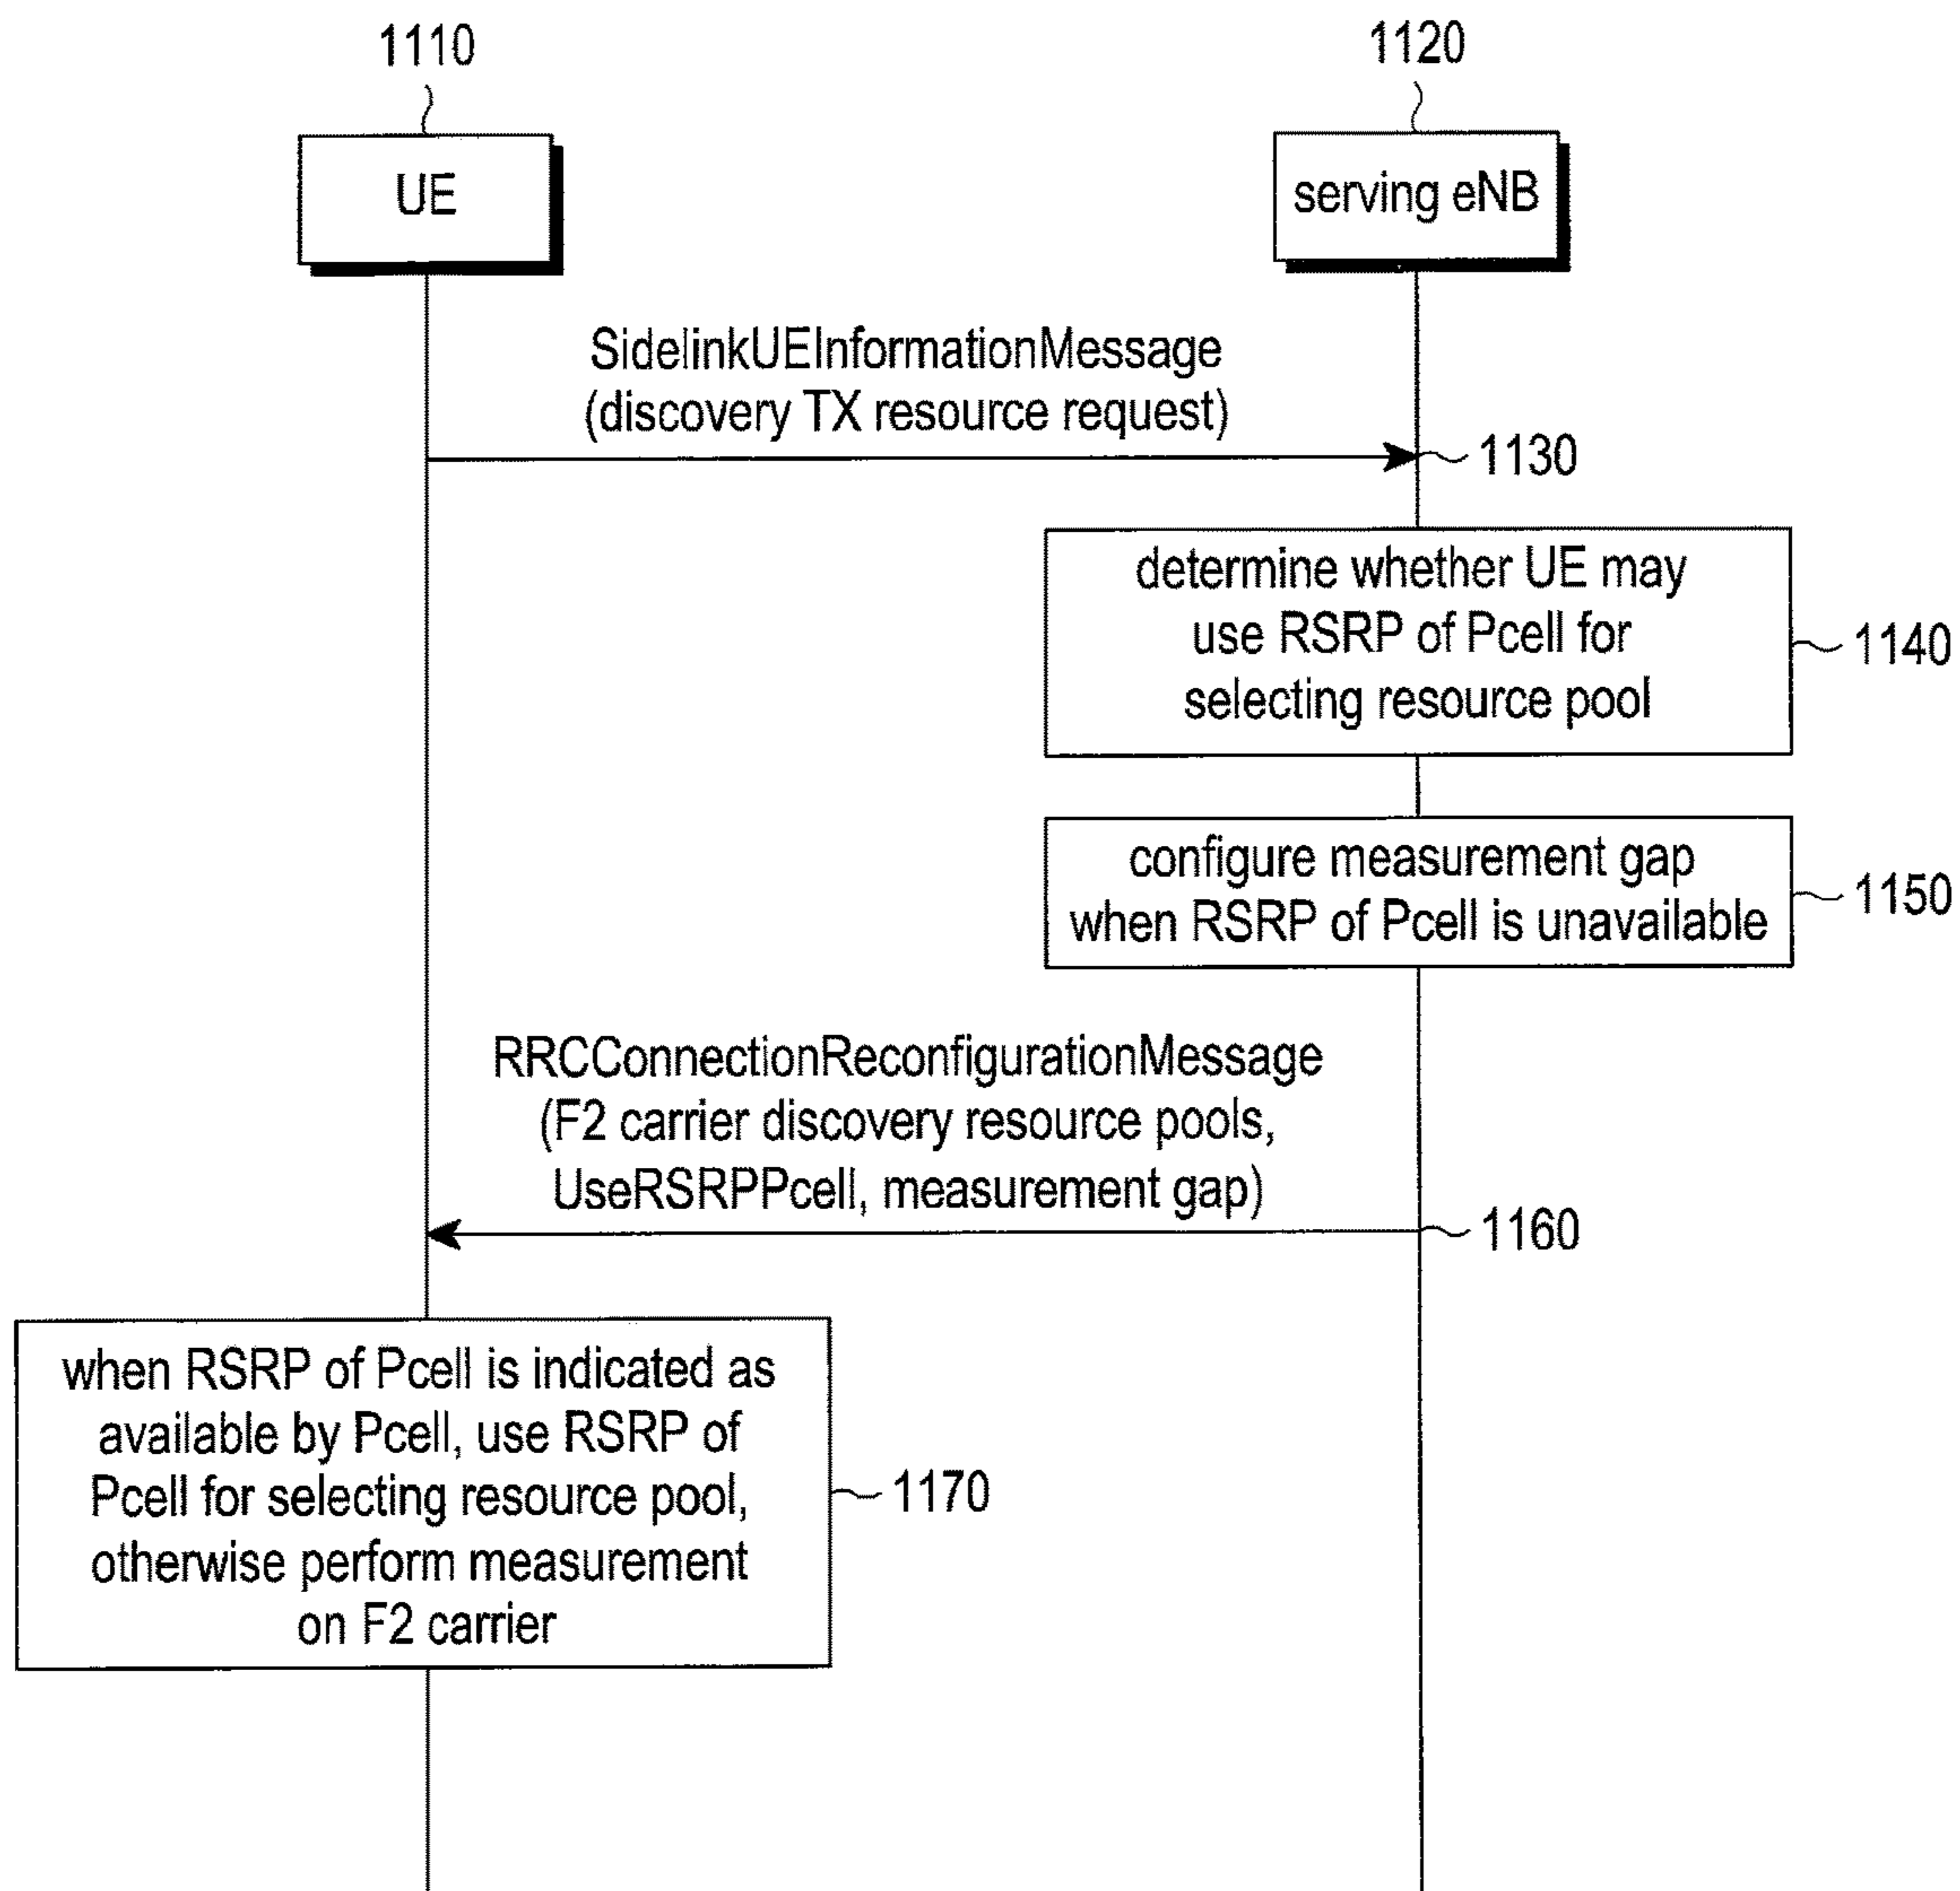 1110
1120
UE
serving eNB
SidelinkUEInformationMessage
(discovery TX resource request)
1130
determine whether UE may
use RSRP of Pcell for
selecting resource pool
1140
configure measurement gap
when RSRP of Pcell is unavailable
1150
RRCConnectionReconfigurationMessage
(F2 carrier discovery resource pools,
UseRSRPPcell, measurement gap)
1160
when RSRP of Pcell is indicated as
available by Pcell, use RSRP of
Pcell for selecting resource pool,
otherwise perform measurement
on F2 carrier
1170